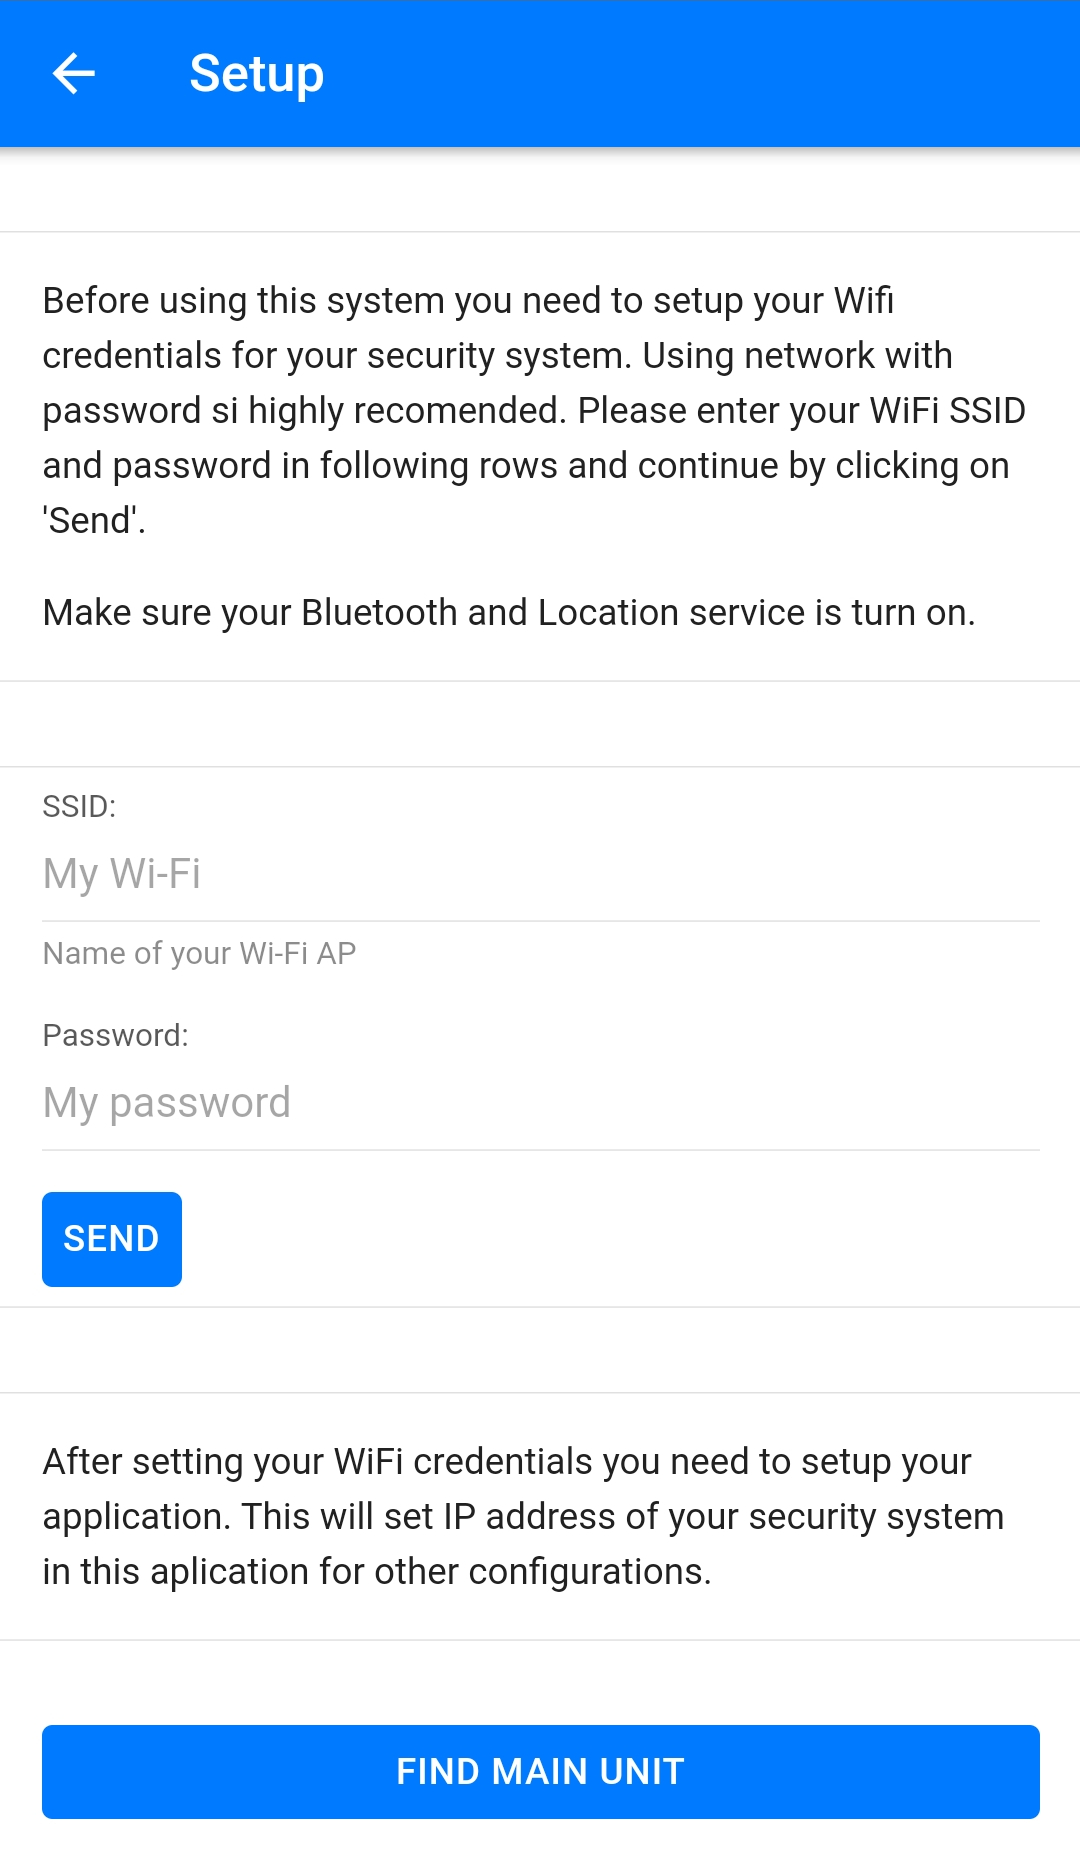 Setup
Before using this system you need to setup your Wifi
credentials for your security system. Using network with
password si highly recomended. Please enter your WiFi SSID
and password in following rows and continue by clicking on
'Send'.
Make sure your Bluetooth and Location service is turn on.
SSID:
My Wi-Fi
Name of your Wi-Fi AP
Password:
My password
SEND
After setting your WiFi credentials you need to setup your
application. This will set IP address of your security system
in this aplication for other configurations.
FIND MAIN UNIT